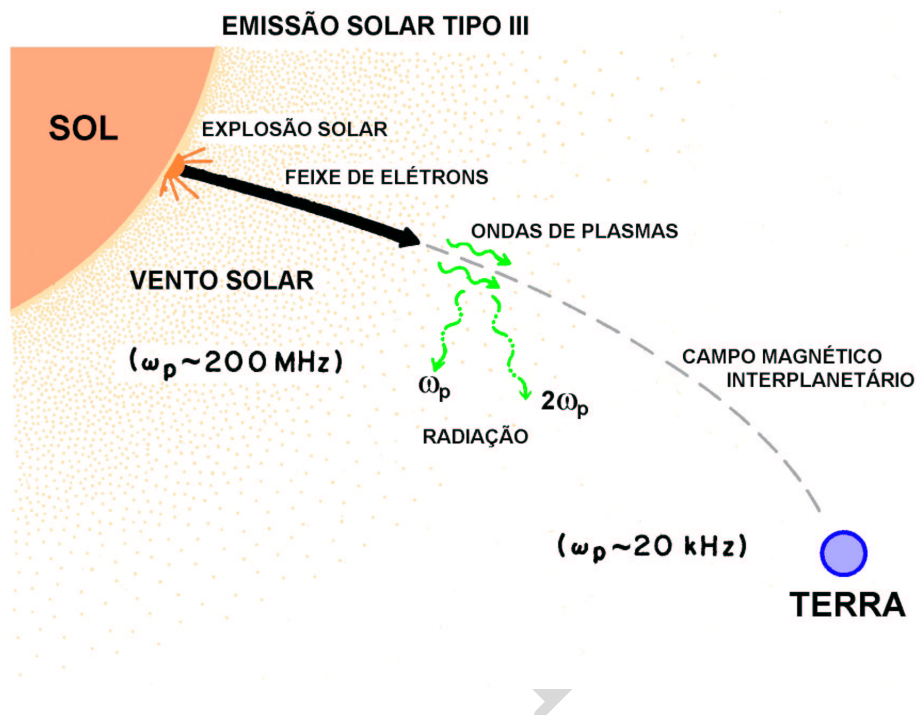 EMISSÃO SOLAR TIPO III
SOL
EXPLOSÃO SOLAR
FEIXE DE ELÉTRONS
ONDAS DE PLASMAS
VENTO SOLAR
(ωp~200 MHz)
CAMPO MAGNÉTICO
INTERPLANETÁRIO
ωp
2ωp
RADIAÇÃO
(ωp~20 kHz)
TERRA